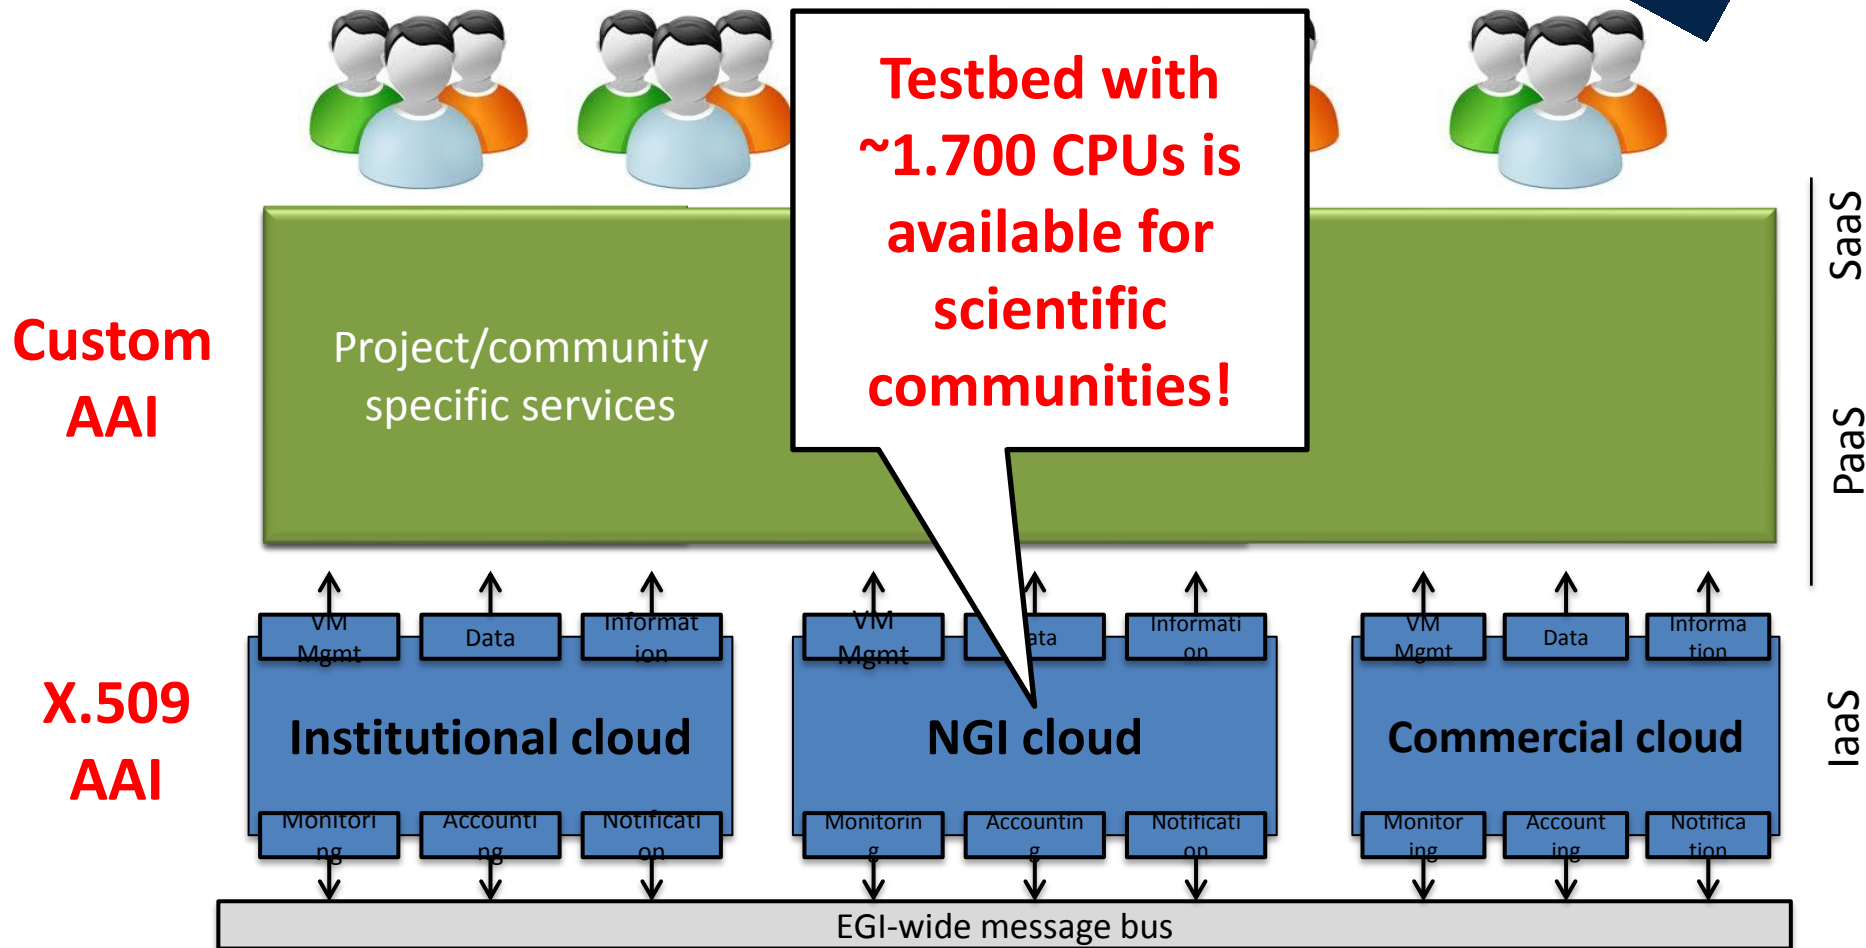 Testbed with
~1.700 CPUs is
available for
scientific
communities!
SaaS
Custom
AAI
Project/community
specific services
PaaS
VM
Mgmt
Data
Informat
ion
VM
Mgmt
ata
Informati
on
VM
Mgmt
Data
Informa
tion
X.509
AAI
Institutional cloud
NGI cloud
Commercial cloud
IaaS
Monitori
ng
Accounti
ng
Notificati
on
Monitorin
g
Accountin
g
Notificati
on
Monitor
ing
Account
ing
Notifica
tion
EGI-wide message bus